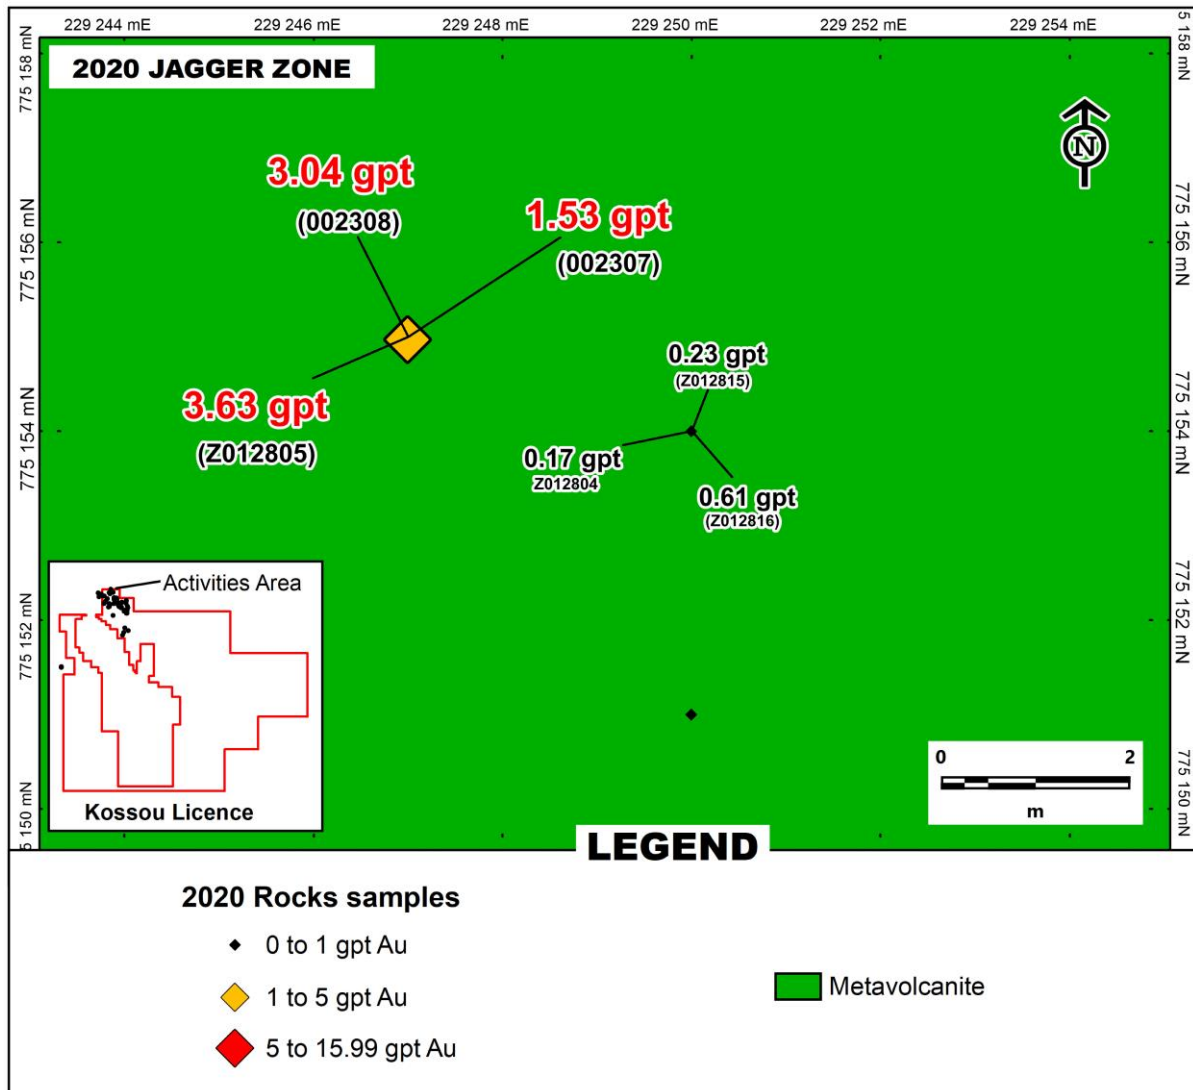 229 244 mE
229 246 mE
229 248 mE
229 250 mE
229 252 mE
229 254 mE
775 158 mN
5 158 mN
2020 JAGGER ZONE
N
3.04 gpt
(002308)
1.53 gpt
(002307)
775 156 mN
775 156 mN
0.23 gpt
(Z012815)
3.63 gpt
(Z012805)
775 154 mN
775 154 mN
0.17 gpt
Z012804
0.61 gpt
(Z012816)
Activities Area
775 152 mN
775 152 mN
Kossou Licence
0 2
m
150 mN
775 150 mN
LEGEND
2020 Rocks samples
0 to 1 gpt Au
1 to 5 gpt Au
5 to 15.99 gpt Au
Metavolcanite